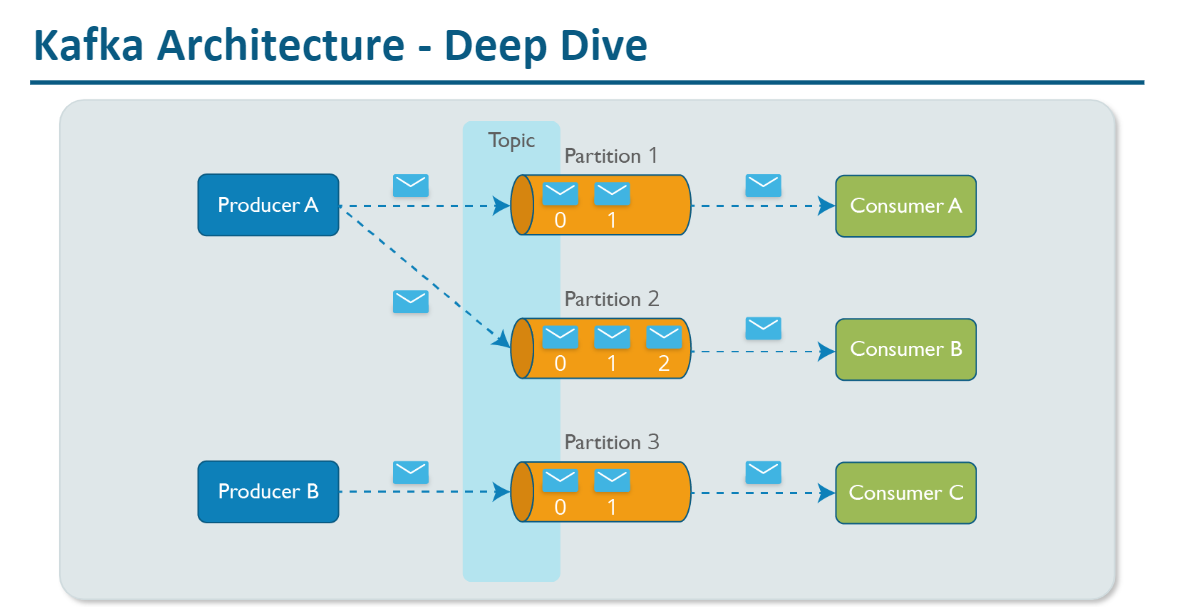 Kafka Architecture - Deep Dive
Topic
Partition 1
Producer A
0 1
Consumer A
Partition 2
0 1 2
Consumer B
Partition 3
Producer B
0 1
Consumer C